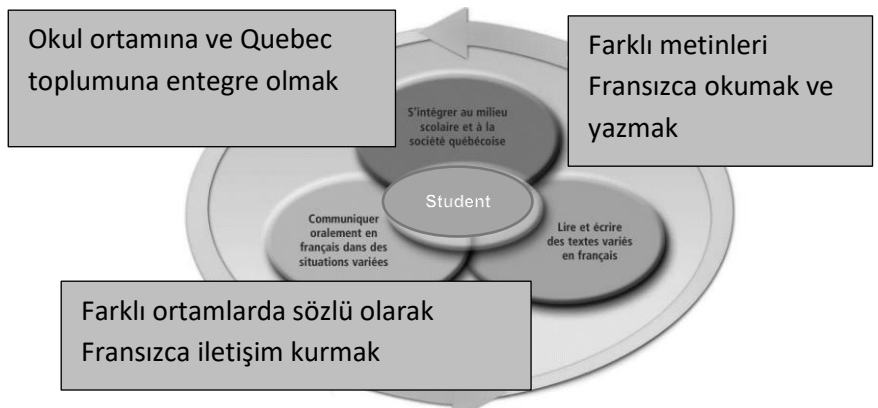 Okul ortamına ve Quebec
toplumuna entegre olmak
Farklı metinleri
Fransızca okumak ve
yazmak
S'intégrer au milieu
scolaire et à la
société québécoise
Student
Communiquer
oralement en
français dans des
situations variées
Lire et écrire
des textes variés
en français
Farklı ortamlarda sözlü olarak
Fransızca iletişim kurmak